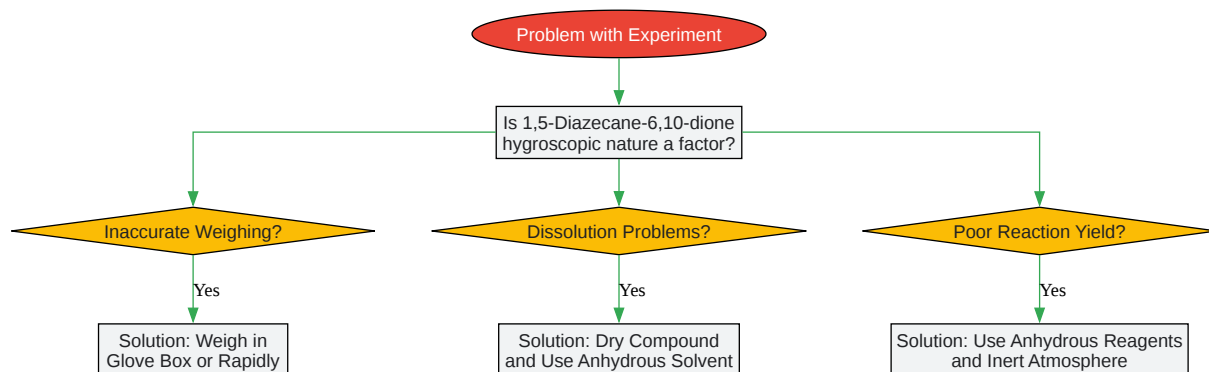 Problem with Experiment
Is 1,5-Diazecane-6,10-dione
hygroscopic nature a factor?
Inaccurate Weighing?
Dissolution Problems?
Poor Reaction Yield?
Yes
Yes
Yes
Solution: Weigh in
Glove Box or Rapidly
Solution: Dry Compound
and Use Anhydrous Solvent
Solution: Use Anhydrous Reagents
and Inert Atmosphere